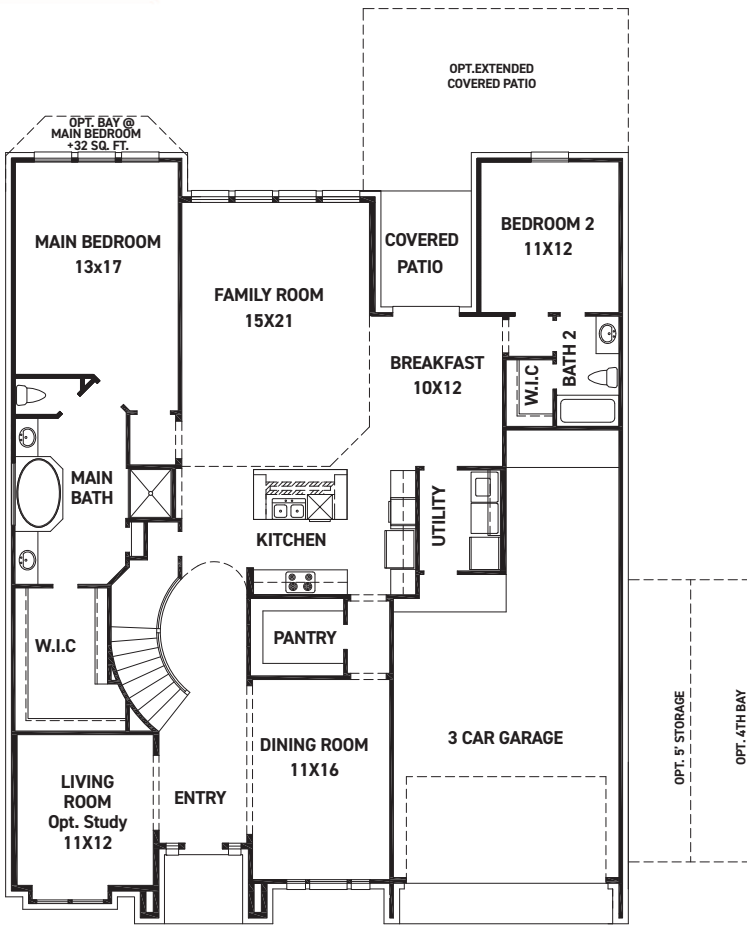 OPT.EXTENDED
COVERED PATIO
OPT. BAY @
MAIN BEDROOM
+32 SQ. FT.
MAIN BEDROOM
13x17
FAMILY ROOM
15X21
COVERED
PATIO
BEDROOM 2
11X12
BREAKFAST
10X12
W.I.C
BATH 2
MAIN
BATH
KITCHEN
UTILITY
W.I.C
PANTRY
DINING ROOM
11X16
3 CAR GARAGE
OPT. 5' STORAGE
OPT. 4TH BAY
LIVING
ROOM
Opt. Study
11X12
ENTRY